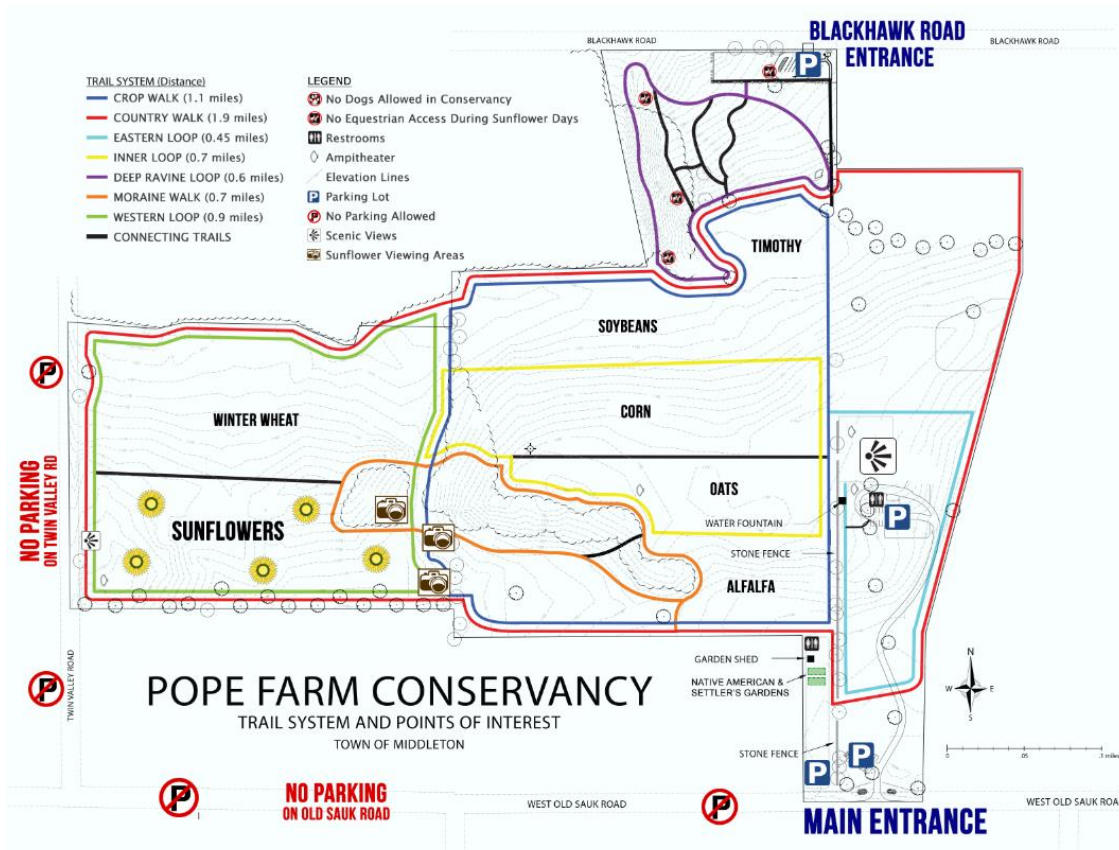 BLACKHAWK ROAD
BLACKHAWK ROAD
ENTRANCE
BLACKHAWK ROAD
P
TRAIL SYSTEM (Distance)
CROP WALK (1.1 miles)
COUNTRY WALK (1.9 miles)
EASTERN LOOP (0.45 miles)
INNER LOOP (0.7 miles)
DEEP RAVINE LOOP (0.6 miles)
MORAINE WALK (0.7 miles)
WESTERN LOOP (0.9 miles)
CONNECTING TRAILS
LEGEND
No Dogs Allowed in Conservancy
No Equestrian Access During Sunflower Days
Restrooms
Ampitheater
Elevation Lines
P Parking Lot
P No Parking Allowed
Scenic Views
Sunflower Viewing Areas
TIMOTHY
SOYBEANS
P
CORN
WINTER WHEAT
OATS
NO PARKING
ON TWIN VALLEY RD
SUNFLOWERS
WATER FOUNTAIN
P
STONE FENCE
ALFALFA
P
TWIN VALLEY ROAD
GARDEN SHED
NATIVE AMERICAN &
SETTLER'S GARDENS
N
W
E
S
POPE FARM CONSERVANCY
TRAIL SYSTEM AND POINTS OF INTEREST
TOWN OF MIDDLETON
STONE FENCE
0
.05
.1 miles
P
P
P
NO PARKING
ON OLD SAUK ROAD
WEST OLD SAUK ROAD
P
WEST OLD SAUK ROA
MAIN ENTRANCE